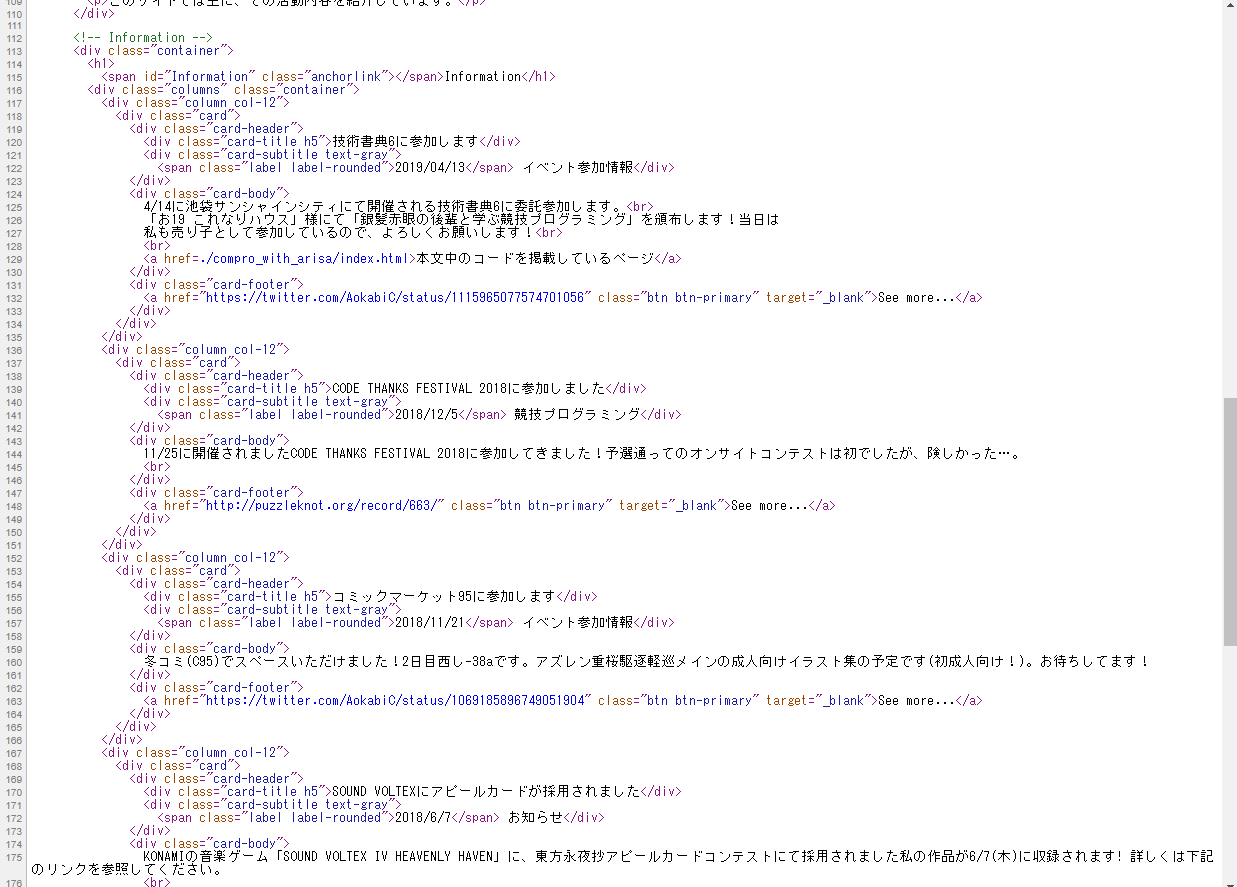 109 <p>このサイトでは主に、その活動内容を紹介しています。</p>
110 </div>
111
112 <!-- Information -->
113 <div class="container">
114 <h1>
115 <span id="Information" class="anchorlink"></span>Information</h1>
116 <div class="columns" class="container">
117 <div class="column col-12">
118 <div class="card">
119 <div class="card-header">
120 <div class="card-title h5">技術書典6に参加します</div>
121 <div class="card-subtitle text-gray">
122 <span class="label label-rounded">2019/04/13</span> イベント参加情報</div>
123 </div>
124 <div class="card-body">
125 4/14に池袋サンシャインシティにて開催される技術書典6に委託参加します。<br>
126 「お19 これなりハウス」様にて「銀髪赤眼の後輩と学ぶ競技プログラミング」を頒布します！当日は
127 私も売り子として参加しているので、よろしくお願いします！<br>
128 <br>
129 <a href=./compro_with_arisa/index.html>本文中のコードを掲載しているページ</a>
130 </div>
131 <div class="card-footer">
132 <a href="https://twitter.com/AokabiC/status/1115965077574701056" class="btn btn-primary" target="_blank">See more...</a>
133 </div>
134 </div>
135 </div>
136 <div class="column col-12">
137 <div class="card">
138 <div class="card-header">
139 <div class="card-title h5">CODE THANKS FESTIVAL 2018に参加しました</div>
140 <div class="card-subtitle text-gray">
141 <span class="label label-rounded">2018/12/5</span> 競技プログラミング</div>
142 </div>
143 <div class="card-body">
144 11/25に開催されましたCODE THANKS FESTIVAL 2018に参加してきました！予選通ってのオンサイトコンテストは初でしたが、険しかった…。
145 <br>
146 </div>
147 <div class="card-footer">
148 <a href="http://puzzleknot.org/record/663/" class="btn btn-primary" target="_blank">See more...</a>
149 </div>
150 </div>
151 </div>
152 <div class="column col-12">
153 <div class="card">
154 <div class="card-header">
155 <div class="card-title h5">コミックマーケット95に参加します</div>
156 <div class="card-subtitle text-gray">
157 <span class="label label-rounded">2018/11/21</span> イベント参加情報</div>
158 </div>
159 <div class="card-body">
160 冬コミ(C95)でスペースいただけました！2日目西し-38aです。アズレン重桜駆逐軽巡メインの成人向けイラスト集の予定です(初成人向け！)。お待ちしてます！
161 </div>
162 <div class="card-footer">
163 <a href="https://twitter.com/AokabiC/status/1069185896749051904" class="btn btn-primary" target="_blank">See more...</a>
164 </div>
165 </div>
166 </div>
167 <div class="column col-12">
168 <div class="card">
169 <div class="card-header">
170 <div class="card-title h5">SOUND VOLTEXにアピールカードが採用されました</div>
171 <div class="card-subtitle text-gray">
172 <span class="label label-rounded">2018/6/7</span> お知らせ</div>
173 </div>
174 <div class="card-body">
175 KONAMIの音楽ゲーム「SOUND VOLTEX IV HEAVENLY HAVEN」に、東方永夜抄アピールカードコンテストにて採用されました私の作品が6/7(木)に収録されます! 詳しくは下記
のリンクを参照してください。
176 <br>